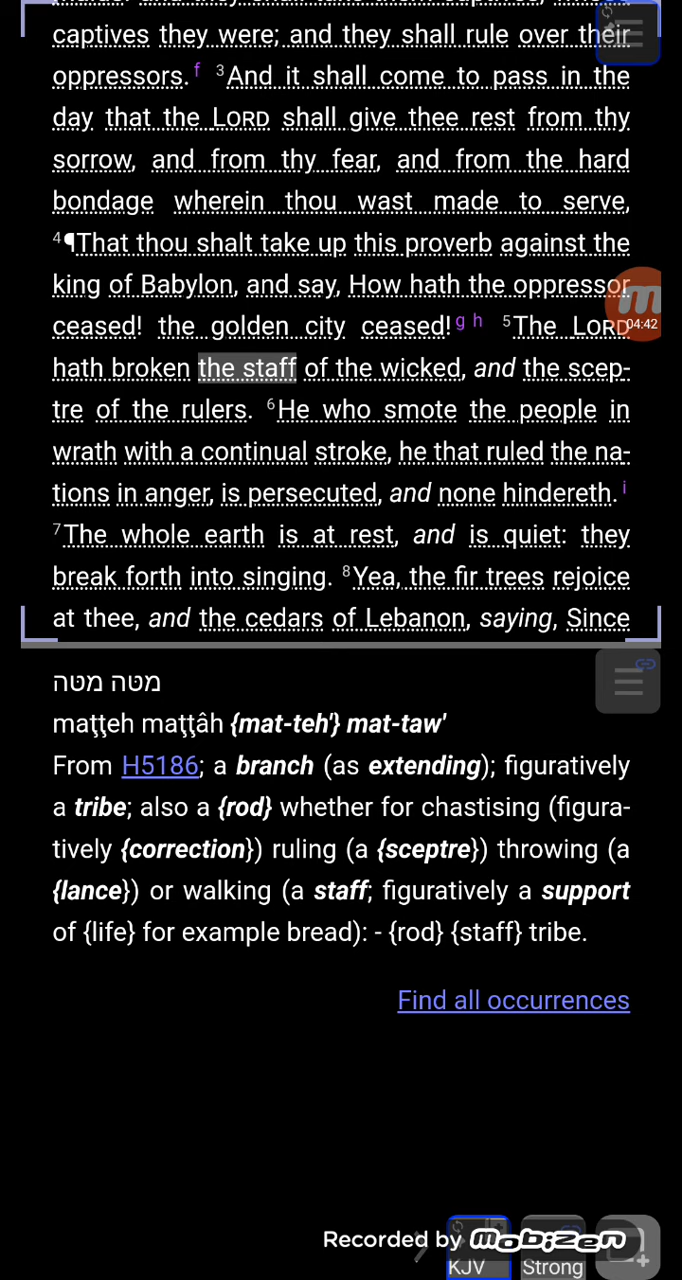 captives they were; and they shall rule over their
oppressors. f 3And it shall come to pass in the
day that the LORD shall give thee rest from thy
sorrow, and from thy fear, and from the hard
bondage wherein thou wast made to serve,
4¶That thou shalt take up this proverb against the
king of Babylon, and say, How hath the oppressor
ceased! the golden city ceased! g h 5The LORD
04:42
hath broken the staff of the wicked, and the scep-
tre of the rulers. 6He who smote the people in
wrath with a continual stroke, he that ruled the na-
tions in anger, is persecuted, and none hindereth. i
7The whole earth is at rest, and is quiet: they
break forth into singing. 8Yea, the fir trees rejoice
at thee, and the cedars of Lebanon, saying, Since
מטּה מטּה
maṭṭeh maṭṭâh {mat-teh'} mat-taw'
From H5186; a branch (as extending); figuratively
a tribe; also a {rod} whether for chastising (figura-
tively {correction}) ruling (a {sceptre}) throwing (a
{lance}) or walking (a staff; figuratively a support
of {life} for example bread): - {rod} {staff} tribe.
Find all occurrences
Recorded by mobizen
KJV Strong